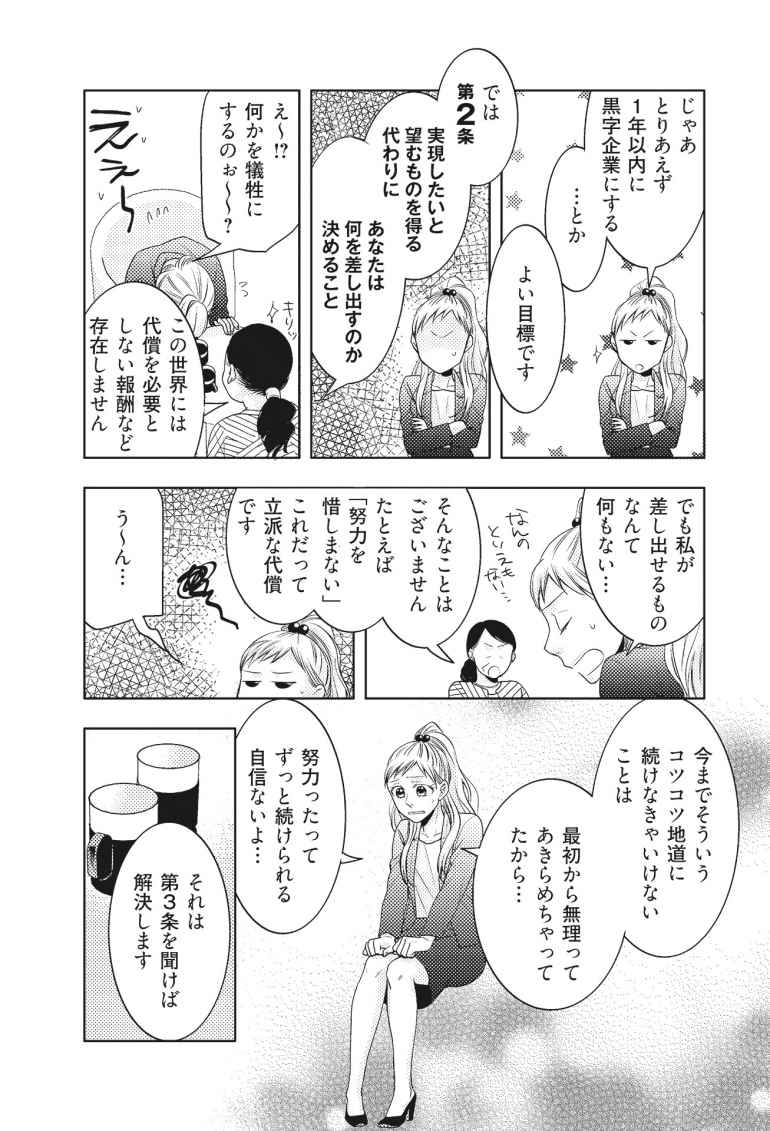 じゃあ
とりあえず
1年以内に
黒字企業にする
…とか
よい目標です
では
第2条
実現したいと
望むものを得る
代わりに
あなたは
何を差し出すのか
決めること
え〜!?
何かを犠牲に
するのぉ〜〜？
ええ〜
キリッ
この世界には
代償を必要と
しない報酬など
存在しません
でも私が
差し出せるもの
なんて
何もない…
なんの
といえも
ない…
そんなことは
ございません
たとえば
「努力を
惜しまない」
これだって
立派な代償
です
う〜ん…
今までそういう
コツコツ地道に
続けなきゃいけない
ことは
最初から無理って
あきらめちゃって
たから…
努力ったって
ずっと続けられる
自信ないよ…
それは
第3条を聞けば
解決します